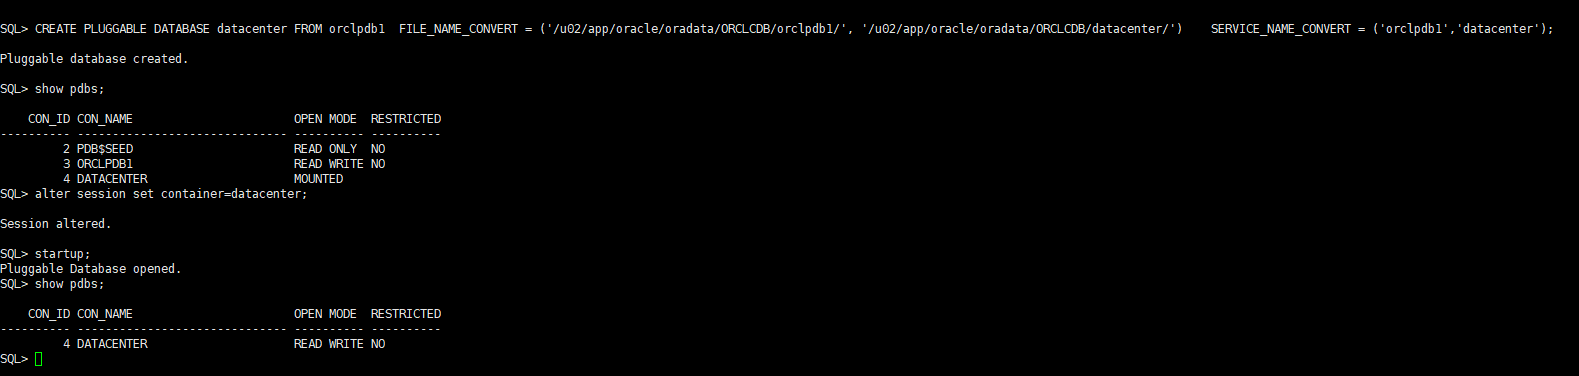 SQL> CREATE PLUGGABLE DATABASE datacenter FROM orclpdb1  FILE_NAME_CONVERT = ('/u02/app/oracle/oradata/ORCLCDB/orclpdb1/', '/u02/app/oracle/oradata/ORCLCDB/datacenter/')    SERVICE_NAME_CONVERT = ('orclpdb1','datacenter');
Pluggable database created.
SQL> show pdbs;
    CON_ID CON_NAME                       OPEN MODE  RESTRICTED
---------- ------------------------------ ---------- ----------
         2 PDB$SEED                       READ ONLY  NO
         3 ORCLPDB1                       READ WRITE NO
         4 DATACENTER                     MOUNTED
SQL> alter session set container=datacenter;
Session altered.
SQL> startup;
Pluggable Database opened.
SQL> show pdbs;
    CON_ID CON_NAME                       OPEN MODE  RESTRICTED
---------- ------------------------------ ---------- ----------
         4 DATACENTER                     READ WRITE NO
SQL>